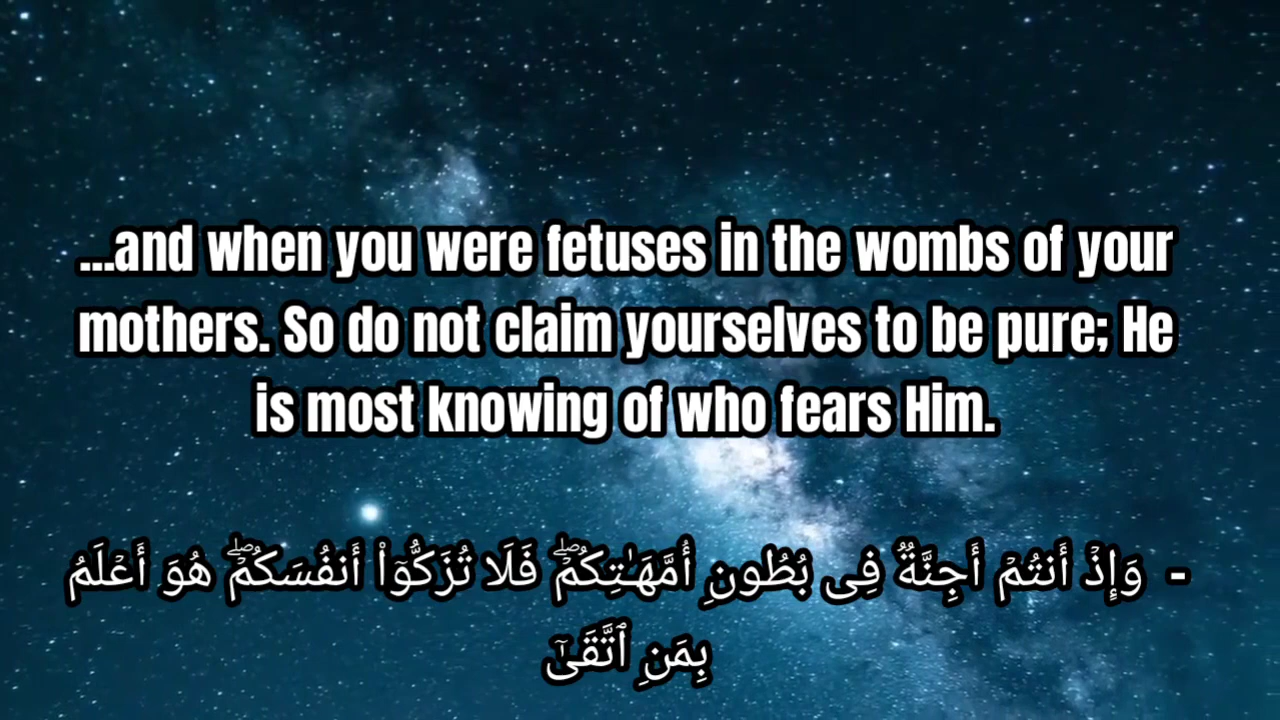 ...and when you were fetuses in the wombs of your
mothers. So do not claim yourselves to be pure; He
is most knowing of who fears Him.
- وَإِذْ أَنتُمْ أَجِنَّةٌ فِى بُطُونِ أُمَّهَـٰتِكُمْ ۖ فَلَا تُزَكُّوٓا۟ أَنفُسَكُمْ ۖ هُوَ أَعْلَمُ
بِمَنِ ٱتَّقَىٰٓ